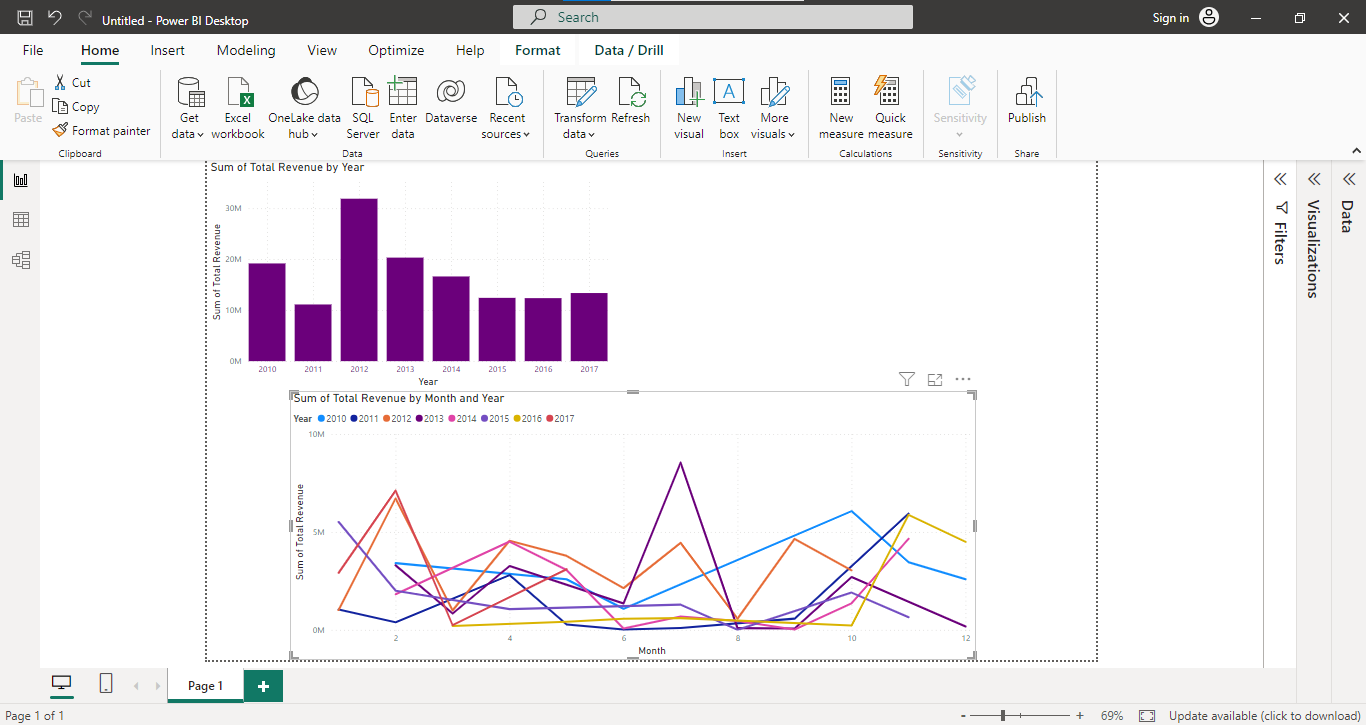 Untitled - Power BI Desktop
Search
Sign in
File Home Insert Modeling View Optimize Help Format Data / Drill
Paste
Cut
Copy
Format painter
Clipboard
Get data
Excel workbook
OneLake data hub
SQL Server
Enter data
Dataverse
Recent sources
Data
Transform data
Refresh
Queries
New visual
Text box
More visuals
Insert
New measure
Quick measure
Calculations
Sensitivity
Sensitivity
Publish
Share
Sum of Total Revenue by Year
Sum of Total Revenue
30M
20M
10M
0M
2010 2011 2012 2013 2014 2015 2016 2017
Year
Sum of Total Revenue by Month and Year
Year 2010 2011 2012 2013 2014 2015 2016 2017
Sum of Total Revenue
10M
5M
0M
2 4 6 8 10 12
Month
Filters
Visualizations
Data
Page 1
+
Page 1 of 1
- + 69%
Update available (click to download)